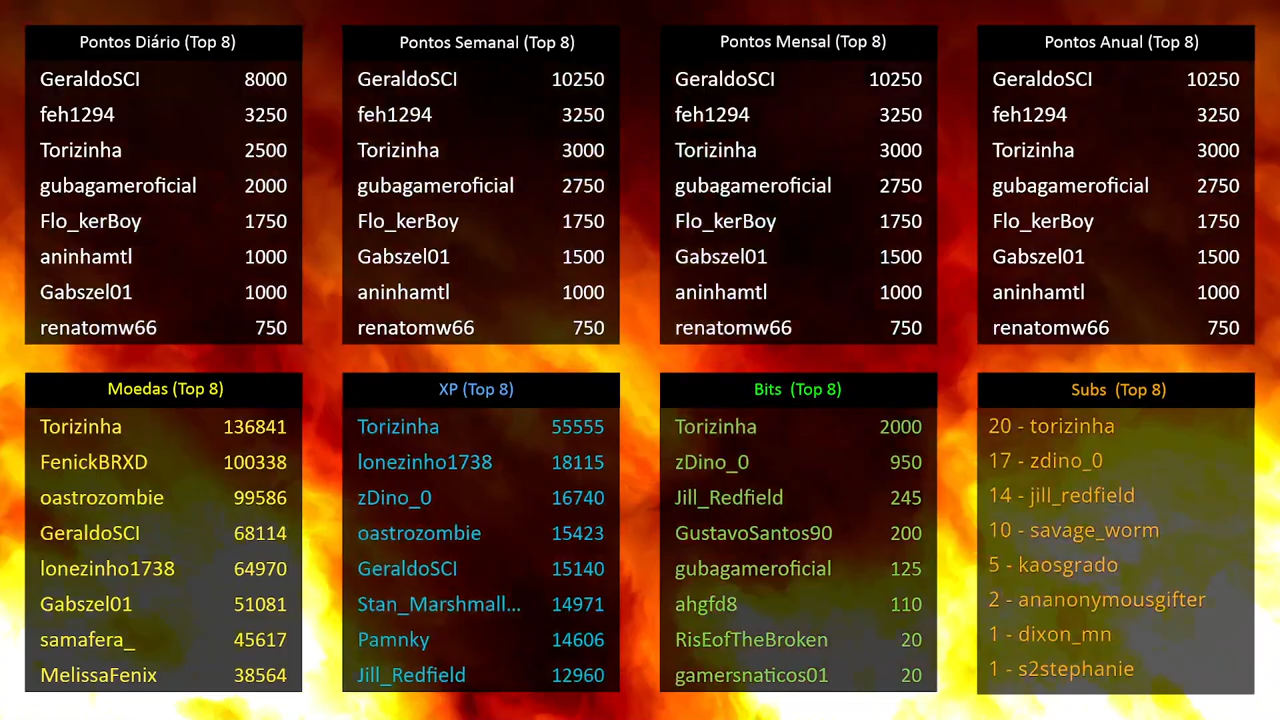 Pontos Diário (Top 8)
GeraldoSCI 8000
feh1294 3250
Torizinha 2500
gubagameroficial 2000
Flo_kerBoy 1750
aninhamtl 1000
Gabszel01 1000
renatomw66 750
Pontos Semanal (Top 8)
GeraldoSCI 10250
feh1294 3250
Torizinha 3000
gubagameroficial 2750
Flo_kerBoy 1750
Gabszel01 1500
aninhamtl 1000
renatomw66 750
Pontos Mensal (Top 8)
GeraldoSCI 10250
feh1294 3250
Torizinha 3000
gubagameroficial 2750
Flo_kerBoy 1750
Gabszel01 1500
aninhamtl 1000
renatomw66 750
Pontos Anual (Top 8)
GeraldoSCI 10250
feh1294 3250
Torizinha 3000
gubagameroficial 2750
Flo_kerBoy 1750
Gabszel01 1500
aninhamtl 1000
renatomw66 750
Moedas (Top 8)
Torizinha 136841
FenickBRXD 100338
oastrozombie 99586
GeraldoSCI 68114
lonezinho1738 64970
Gabszel01 51081
samafera_ 45617
MelissaFenix 38564
XP (Top 8)
Torizinha 55555
lonezinho1738 18115
zDino_0 16740
oastrozombie 15423
GeraldoSCI 15140
Stan_Marshmall... 14971
Pamnky 14606
Jill_Redfield 12960
Bits (Top 8)
Torizinha 2000
zDino_0 950
Jill_Redfield 245
GustavoSantos90 200
gubagameroficial 125
ahgfd8 110
RisEofTheBroken 20
gamersnaticos01 20
Subs (Top 8)
20 - torizinha
17 - zdino_0
14 - jill_redfield
10 - savage_worm
5 - kaosgrado
2 - ananonymousgifter
1 - dixon_mn
1 - s2stephanie